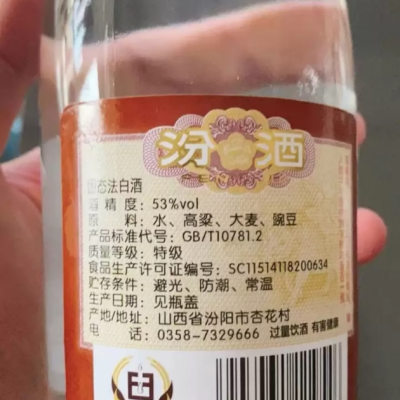 汾 酒
固态法白酒
酒 精 度： 53%vol
原 料： 水、高粱、大麦、豌豆
产品标准代号： GB/T10781.2
质量等级： 特级
食品生产许可证编号： SC11514118200634
贮存条件： 避光、防潮、常温
生产日期： 见瓶盖
产地/地址： 山西省汾阳市杏花村
电 话： 0358-7329666 过量饮酒 有害健康